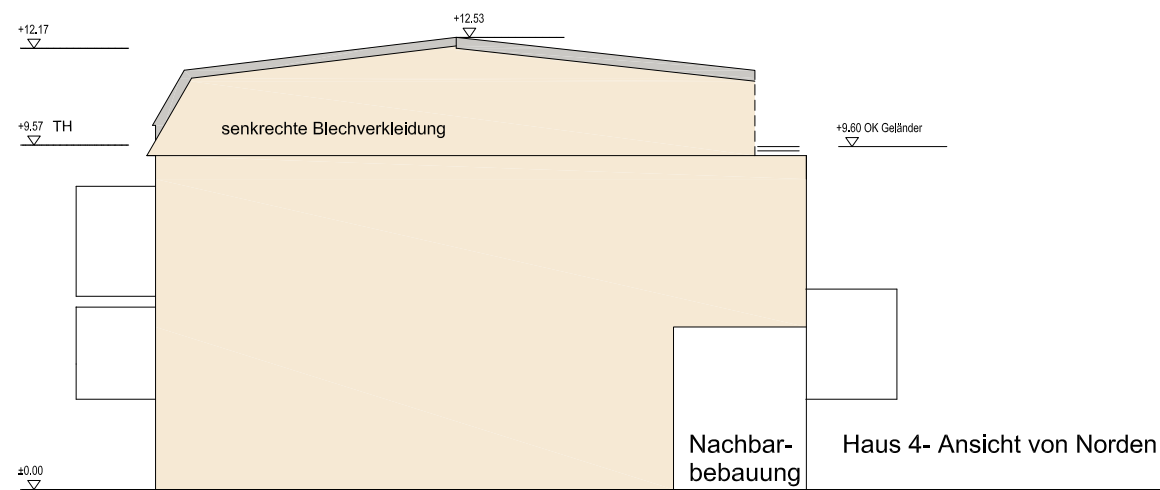 +12.53
+12.17
+9.57 TH
senkrechte Blechverkleidung
+9.60 OK Geländer
Nachbar-
bebauung
Haus 4- Ansicht von Norden
±0.00